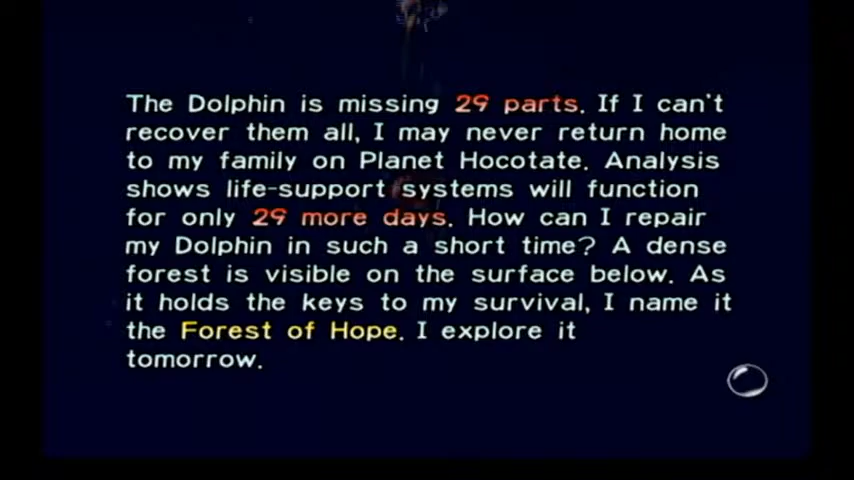 The Dolphin is missing 29 parts. If I can't
recover them all, I may never return home
to my family on Planet Hocotate. Analysis
shows life-support systems will function
for only 29 more days. How can I repair
my Dolphin in such a short time? A dense
forest is visible on the surface below. As
it holds the keys to my survival, I name it
the Forest of Hope. I explore it
tomorrow.